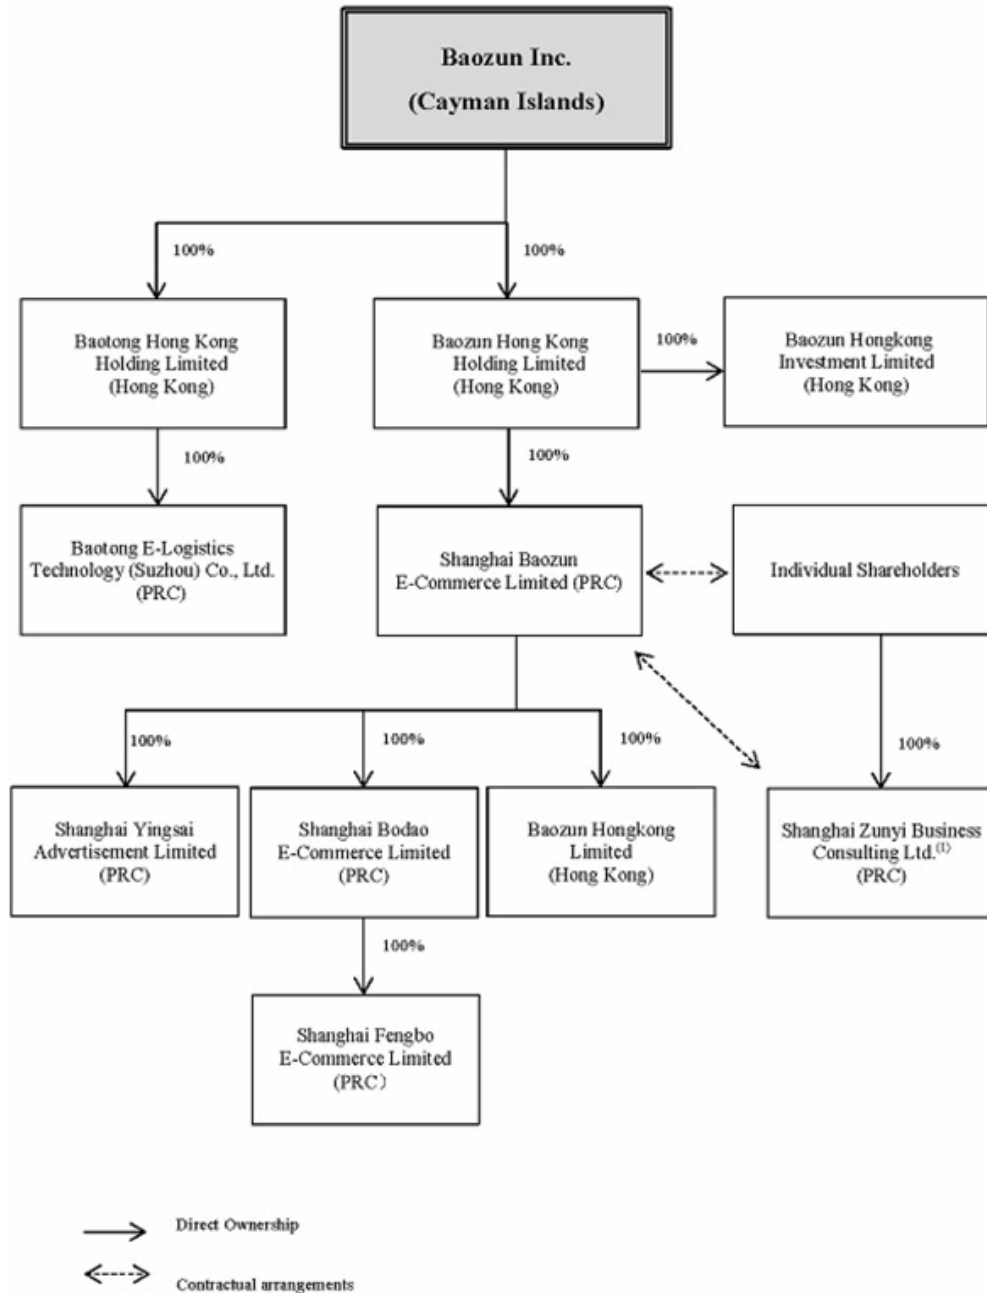 Baozun Inc.
(Cayman Islands)
100%
100%
Baotong Hong Kong
Holding Limited
(Hong Kong)
Baozun Hong Kong
Holding Limited
(Hong Kong)
100%
Baozun Hongkong
Investment Limited
(Hong Kong)
100%
100%
Baotong E-Logistics
Technology (Suzhou) Co., Ltd.
(PRC)
Shanghai Baozun
E-Commerce Limited (PRC)
Individual Shareholders
100%
100%
100%
100%
Shanghai Yingsai
Advertisement Limited
(PRC)
Shanghai Bodao
E-Commerce Limited
(PRC)
Baozun Hongkong
Limited
(Hong Kong)
Shanghai Zunyi Business
Consulting Ltd.(1)
(PRC)
100%
Shanghai Fengbo
E-Commerce Limited
(PRC)
Direct Ownership
Contractual arrangements